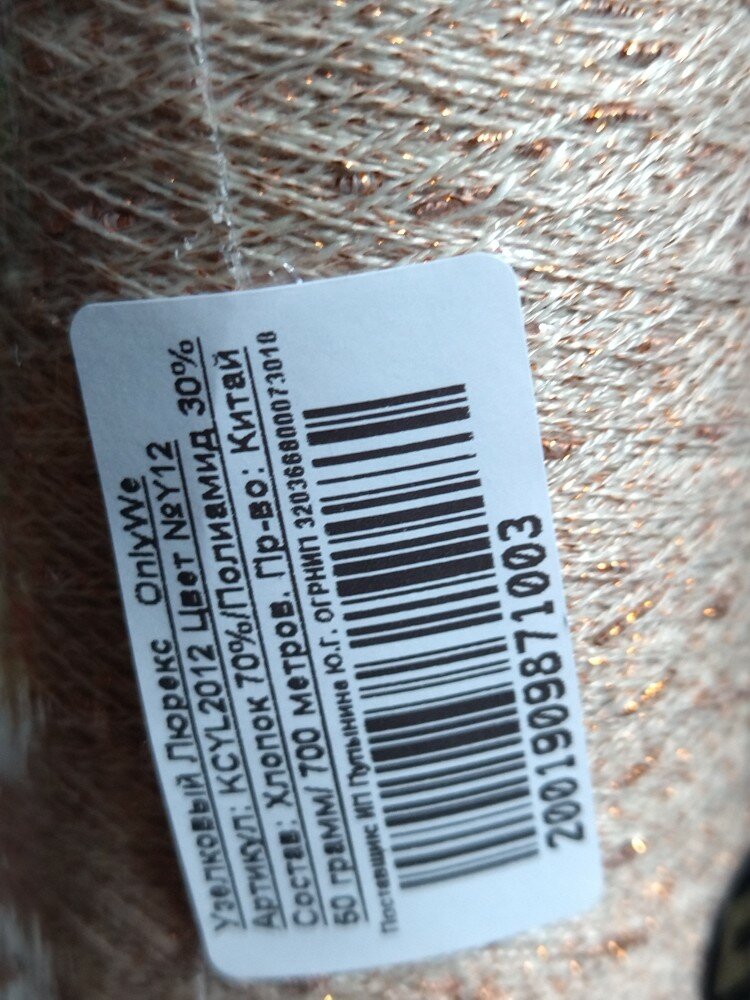 Узелковый Люрекс OnlyWe
Артикул: KCYL2012 Цвет №Y12
Состав: Хлопок 70%/Полиамид 30%
50 грамм/ 700 метров. Пр-во: Китай
Поставщик ИП Пупынина Ю.Г. ОГРНИП 320366800073018
2001909871003